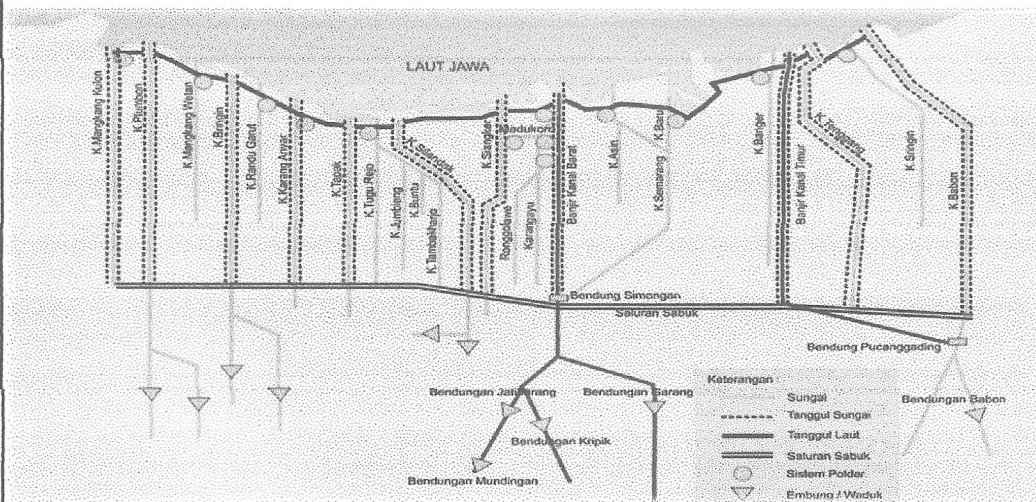 LAUT JAWA
K.Mangkang Kulon
K.Plumbon
K.Mangkang Wetan
K.Bringin
K.Randu Garut
K.Karang Anyar
K.Tapak
K.Tugu Rejo
K.Jumbleng
K.Buntu
K.Tambakharjo
K.Silandak
K.Siangker
Madukoro
Ronggolawe
Karangayu
Banjir Kanal Barat
K.Asin
K.Semarang
K.Baru
K.Banger
Banjir Kanal Timur
K.Tenggang
K.Sringin
K.Babon
Bendung Simongan
Saluran Sabuk
Bendung Pucanggading
Bendungan Jatibarang
Bendungan Garang
Bendungan Kripik
Bendungan Mundingan
Bendungan Babon
Keterangan
Sungai
Tanggul Sungai
Tanggul Laut
Saluran Sabuk
Sistem Polder
Embung / Waduk